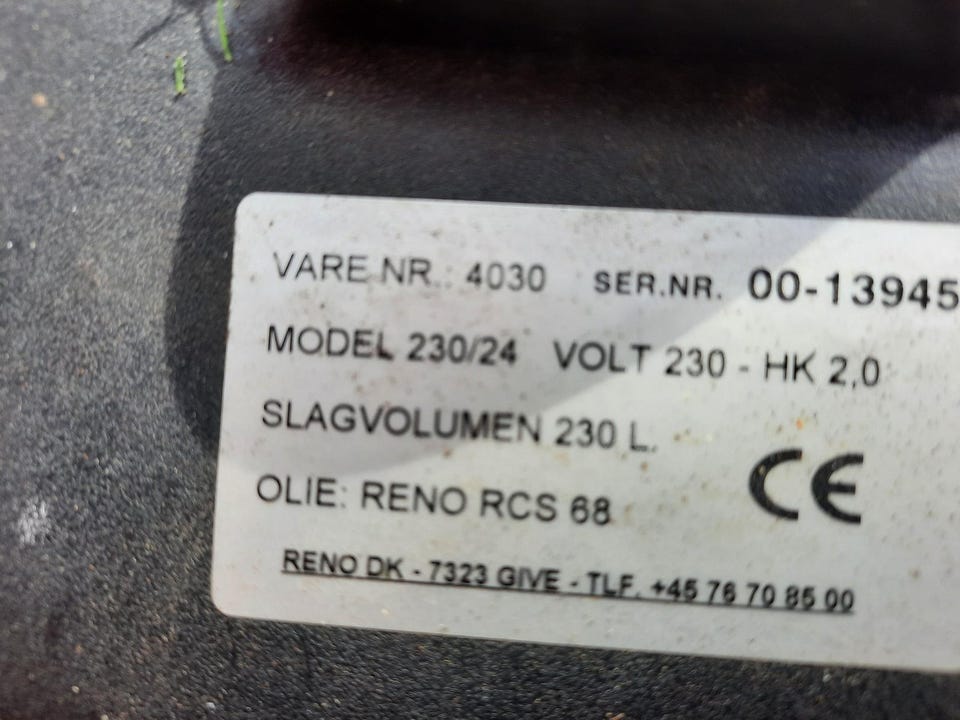 VARE NR.: 4030 SER.NR. 00-13945
MODEL 230/24 VOLT 230 - HK 2,0
SLAGVOLUMEN 230 L.
CE
OLIE: RENO RCS 68
RENO DK - 7323 GIVE - TLF. +45 76 70 85 00